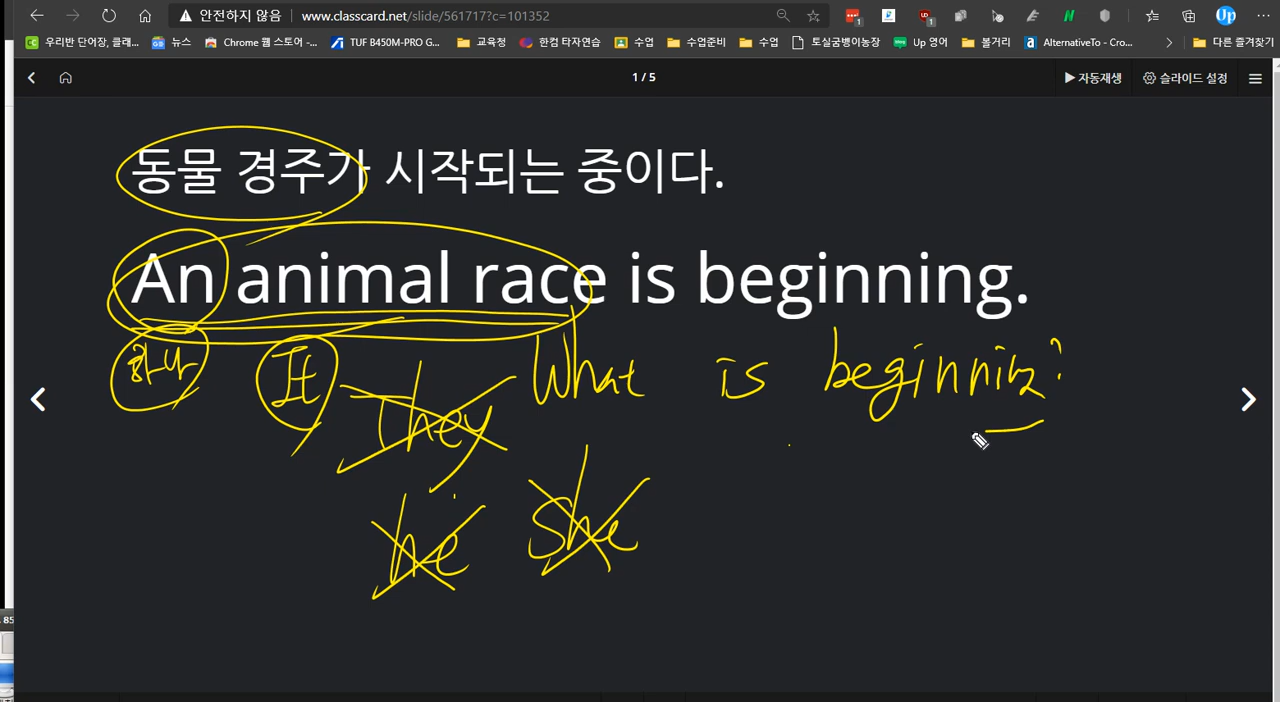 안전하지 않음 www.classcard.net/slide/561717?c=101352
우리반 단어장, 클래... 뉴스 Chrome 웹 스토어 -... TUF B450M-PRO G... 교육청 한컴 타자연습 수업 수업준비 수업 토실궁뱅이농장 Up 영어 볼거리 AlternativeTo - Cro... 다른 즐겨찾기
1 / 5 자동재생 슬라이드 설정
동물 경주가 시작되는 중이다.
An animal race is beginning.
하나 It They What is beginning?
he She
85